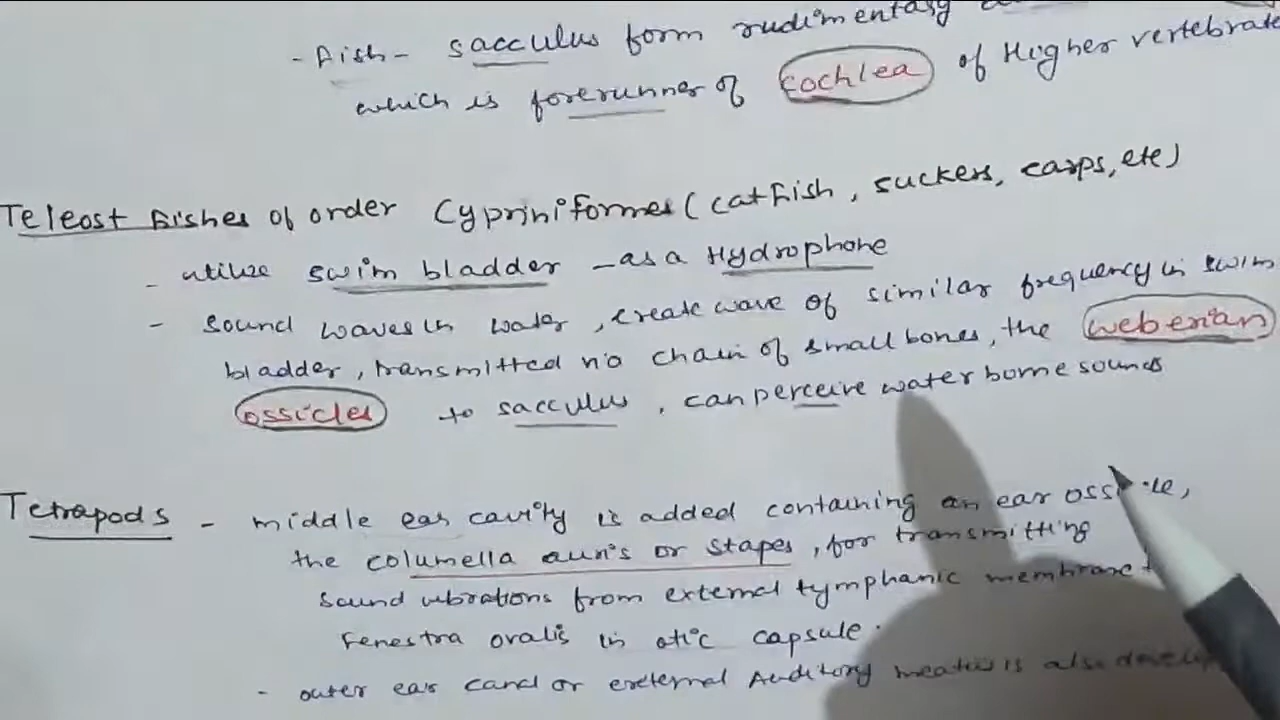 - Fish - sacculus form rudimentary
which is forerunner of cochlea of Higher vertebrate
Teleost fishes of order Cypriniformes (catfish, suckers, carps, etc)
- utilize swim bladder - as a Hydrophone
- sound waves in water, create wave of similar frequency in swim
bladder, transmitted via chain of small bones, the weberian
ossicles to sacculus, can perceive water borne sounds
Tetrapods - middle ear cavity is added containing an ear ossicle,
the columella auris or stapes, for transmitting
sound vibrations from external tymphanic membrane
fenestra ovalis in otic capsule.
- outer ear canal or external Auditory meatus is also